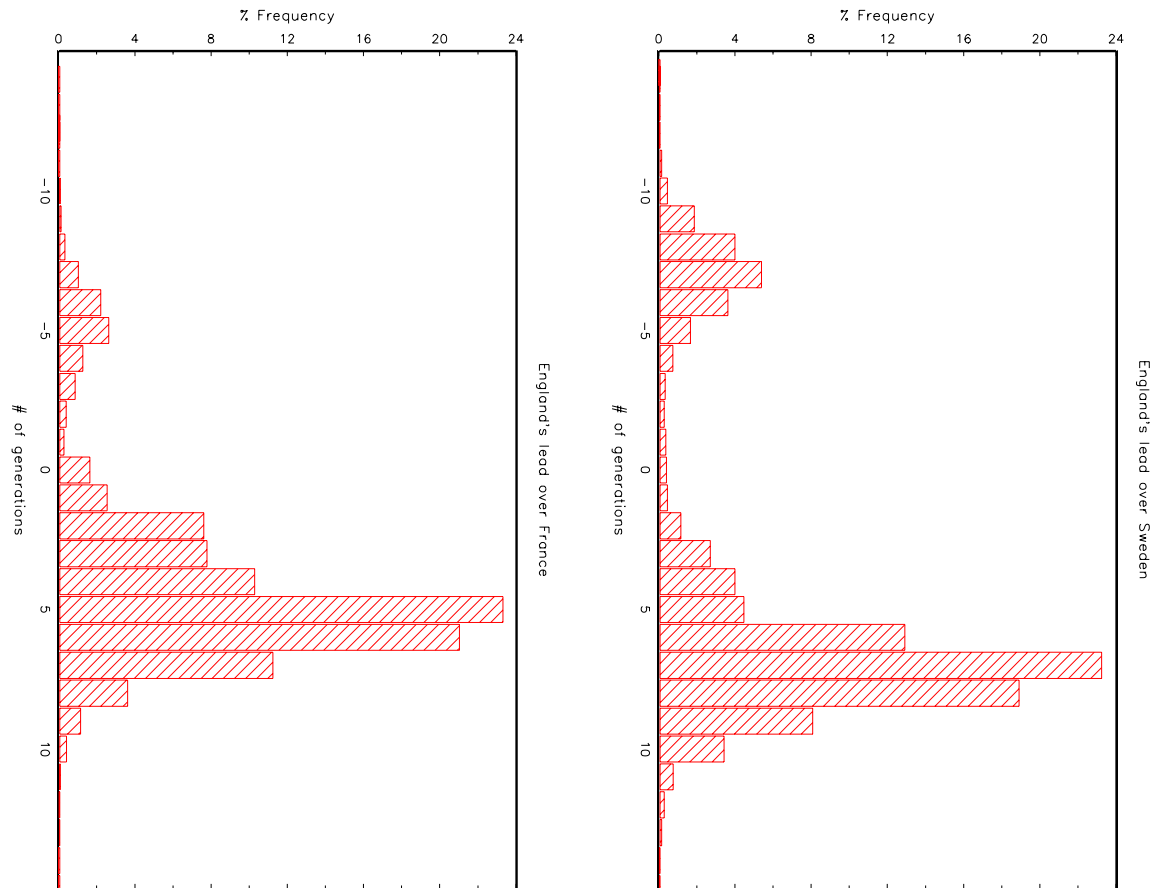 % Frequency
0 4 8 12 16 20 24
-10
-5
0
5
10
# of generations
England's lead over France
% Frequency
0 4 8 12 16 20 24
-10
-5
0
5
10
# of generations
England's lead over Sweden